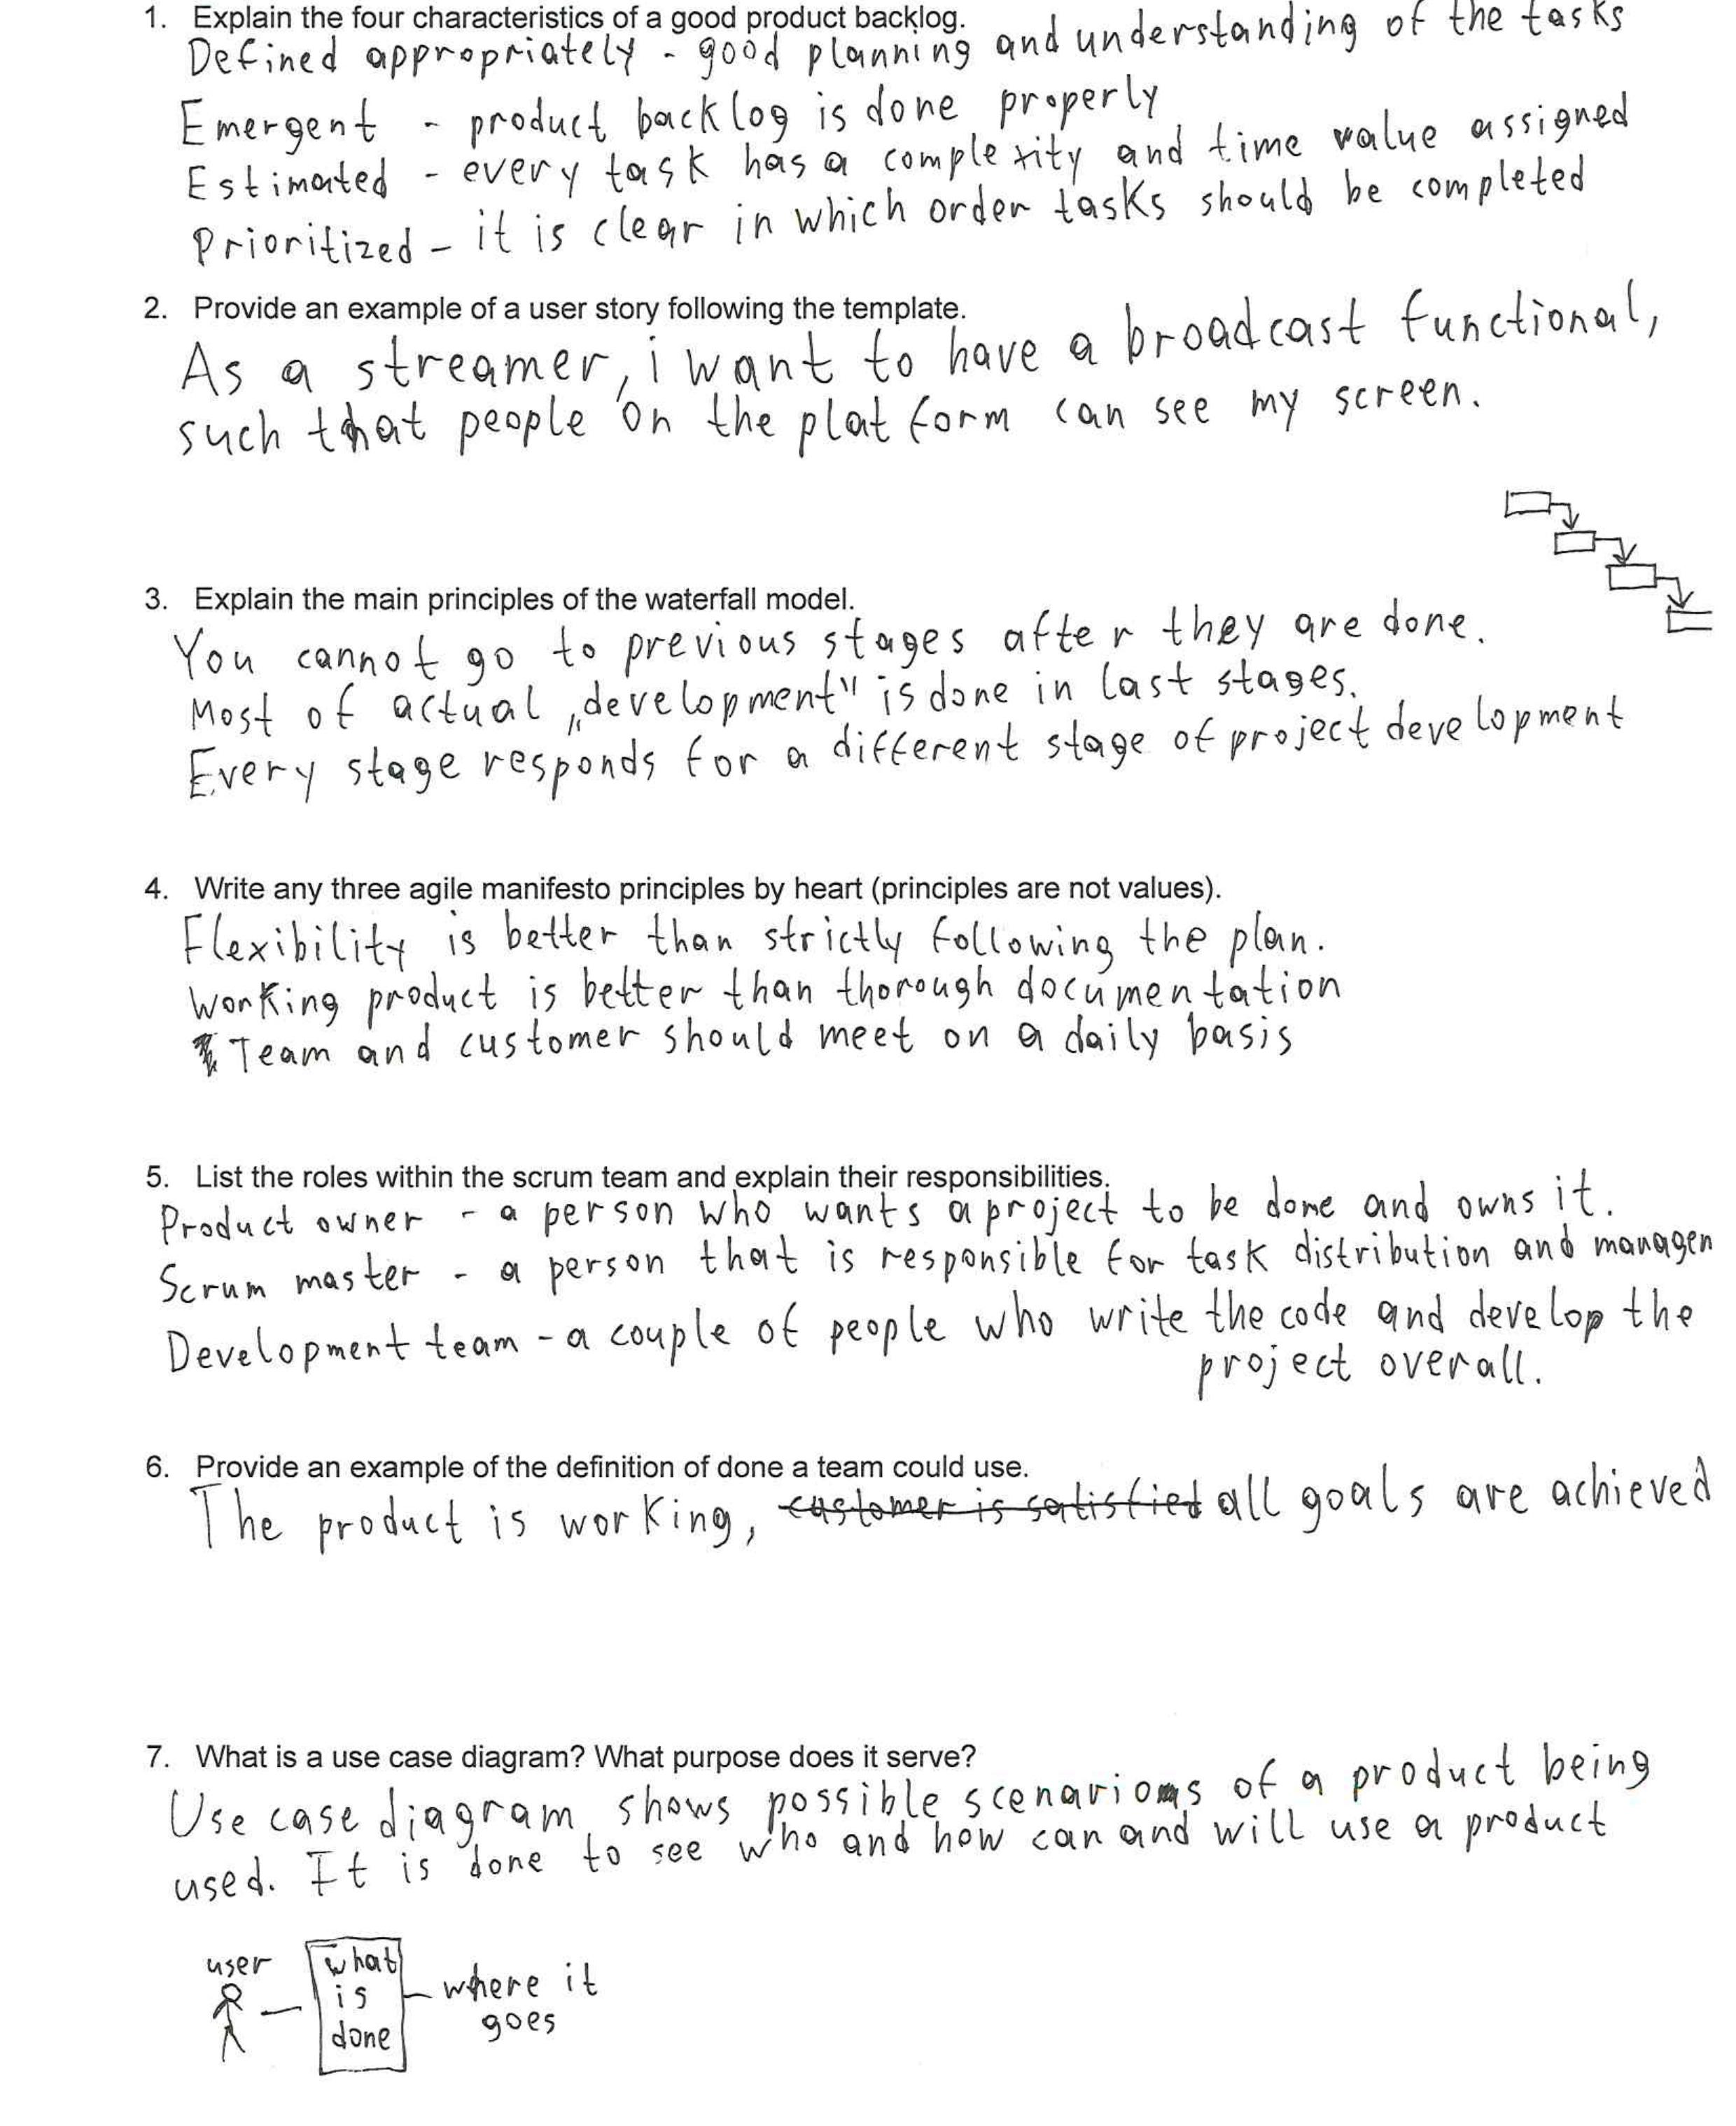 1. Explain the four characteristics of a good product backlog.
Defined appropriately - good planning and understanding of the tasks
Emergent - product backlog is done properly
Estimated - every task has a complexity and time value assigned
Prioritized - it is clear in which order tasks should be completed
2. Provide an example of a user story following the template.
As a streamer, i want to have a broadcast functional,
such that people on the platform can see my screen.
3. Explain the main principles of the waterfall model.
You cannot go to previous stages after they are done.
Most of actual „development" is done in last stages.
Every stage responds for a different stage of project development
4. Write any three agile manifesto principles by heart (principles are not values).
Flexibility is better than strictly following the plan.
Working product is better than thorough documentation
Team and customer should meet on a daily basis
5. List the roles within the scrum team and explain their responsibilities.
Product owner - a person who wants a project to be done and owns it.
Scrum master - a person that is responsible for task distribution and managen
Development team - a couple of people who write the code and develop the
project overall.
6. Provide an example of the definition of done a team could use.
The product is working, customer is satisfied all goals are achieved
7. What is a use case diagram? What purpose does it serve?
Use case diagram shows possible scenarios of a product being
used. It is done to see who and how can and will use a product
user
what
is
done
where it
goes